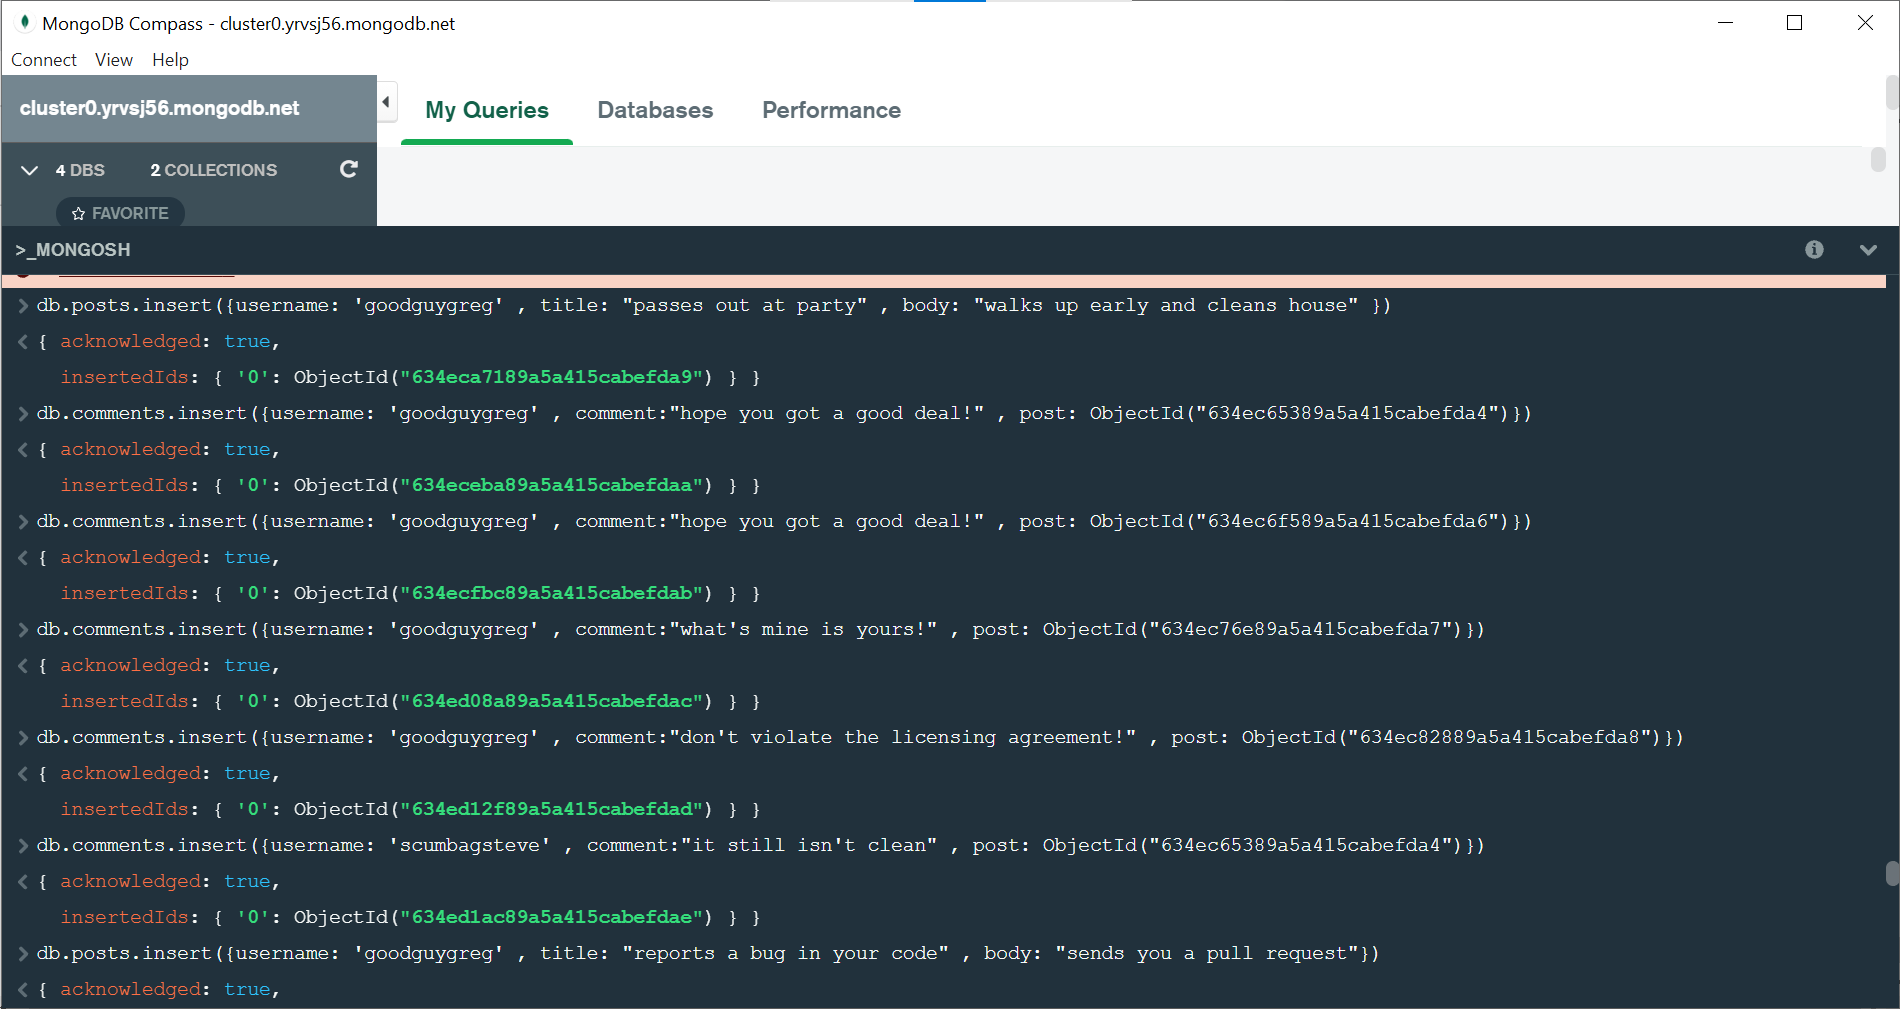 MongoDB Compass - cluster0.yrvsj56.mongodb.net
Connect View Help
cluster0.yrvsj56.mongodb.net
My Queries Databases Performance
4 DBS 2 COLLECTIONS
FAVORITE
>_MONGOSH
> db.posts.insert({username: 'goodguygreg' , title: "passes out at party" , body: "walks up early and cleans house" })
< { acknowledged: true,
insertedIds: { '0': ObjectId("634eca7189a5a415cabefda9") } }
> db.comments.insert({username: 'goodguygreg' , comment:"hope you got a good deal!" , post: ObjectId("634ec65389a5a415cabefda4")})
< { acknowledged: true,
insertedIds: { '0': ObjectId("634eceba89a5a415cabefdaa") } }
> db.comments.insert({username: 'goodguygreg' , comment:"hope you got a good deal!" , post: ObjectId("634ec6f589a5a415cabefda6")})
< { acknowledged: true,
insertedIds: { '0': ObjectId("634ecfbc89a5a415cabefdab") } }
> db.comments.insert({username: 'goodguygreg' , comment:"what's mine is yours!" , post: ObjectId("634ec76e89a5a415cabefda7")})
< { acknowledged: true,
insertedIds: { '0': ObjectId("634ed08a89a5a415cabefdac") } }
> db.comments.insert({username: 'goodguygreg' , comment:"don't violate the licensing agreement!" , post: ObjectId("634ec82889a5a415cabefda8")})
< { acknowledged: true,
insertedIds: { '0': ObjectId("634ed12f89a5a415cabefdad") } }
> db.comments.insert({username: 'scumbagsteve' , comment:"it still isn't clean" , post: ObjectId("634ec65389a5a415cabefda4")})
< { acknowledged: true,
insertedIds: { '0': ObjectId("634ed1ac89a5a415cabefdae") } }
> db.posts.insert({username: 'goodguygreg' , title: "reports a bug in your code" , body: "sends you a pull request"})
< { acknowledged: true,